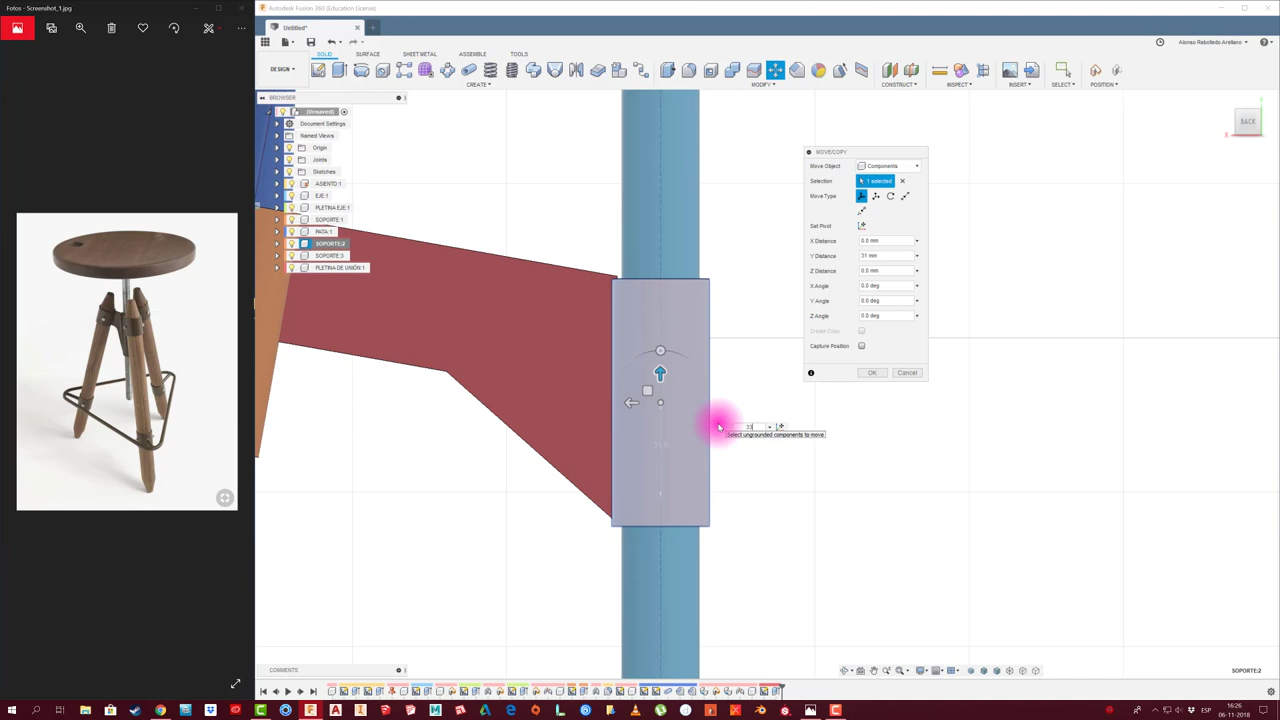 Fotos - Screenshot_1.jpg
Autodesk Fusion 360 (Education License)
Untitled*
Alonso Rebolledo Arellano
SOLID SURFACE SHEET METAL ASSEMBLE TOOLS
DESIGN
CREATE MODIFY CONSTRUCT INSPECT INSERT SELECT POSITION
BROWSER
(Unsaved)
Document Settings
Named Views
Origin
Joints
Sketches
ASIENTO:1
EJE:1
PLETINA EJE:1
SOPORTE:1
PATA:1
SOPORTE:2
SOPORTE:3
PLETINA DE UNIÓN:1
BACK
MOVE/COPY
Move Object Components
Selection 1 selected
Move Type
Set Pivot
X Distance 0.0 mm
Y Distance 31 mm
Z Distance 0.0 mm
X Angle 0.0 deg
Y Angle 0.0 deg
Z Angle 0.0 deg
Create Copy
Capture Position
OK Cancel
33
Select ungrounded components to move
COMMENTS
SOPORTE:2
ESP
16:26
06-11-2018